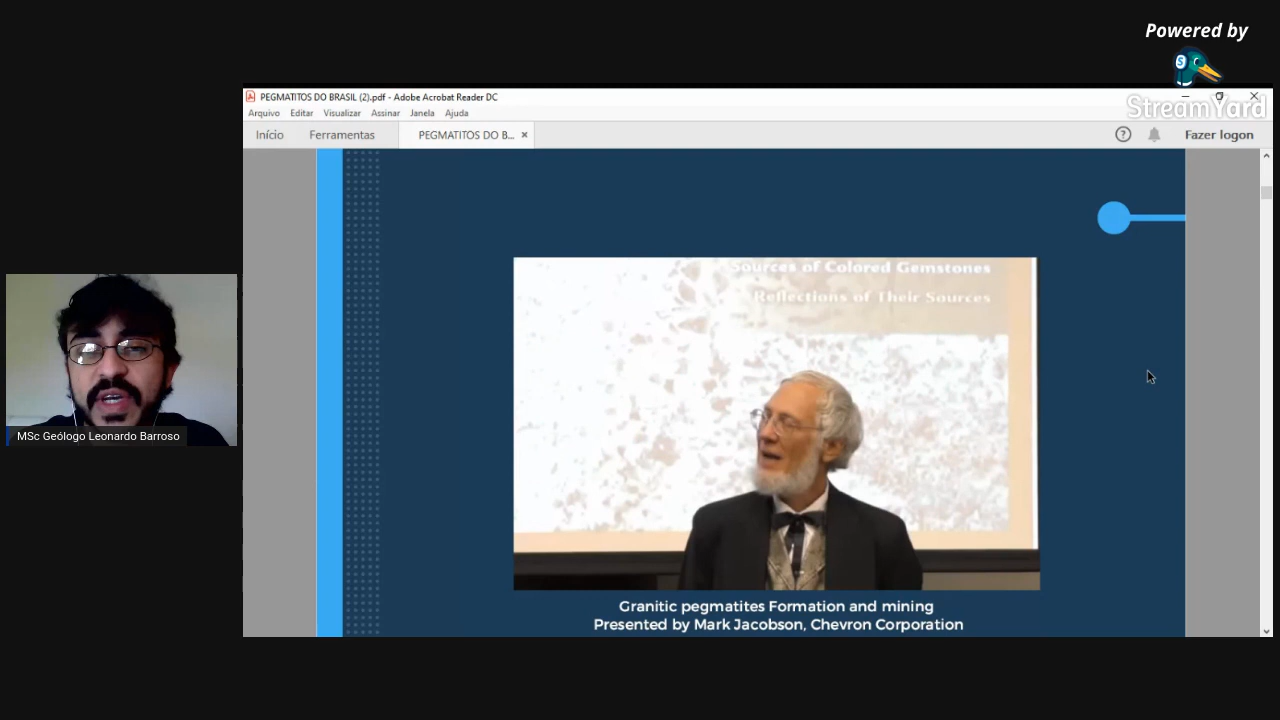 Powered by
StreamYard
PEGMATITOS DO BRASIL (2).pdf - Adobe Acrobat Reader DC
Arquivo Editar Visualizar Assinar Janela Ajuda
Início Ferramentas PEGMATITOS DO B... × Fazer logon
Sources of Colored Gemstones
Reflections of Their Sources
MSc Geólogo Leonardo Barroso
Granitic pegmatites Formation and mining
Presented by Mark Jacobson, Chevron Corporation